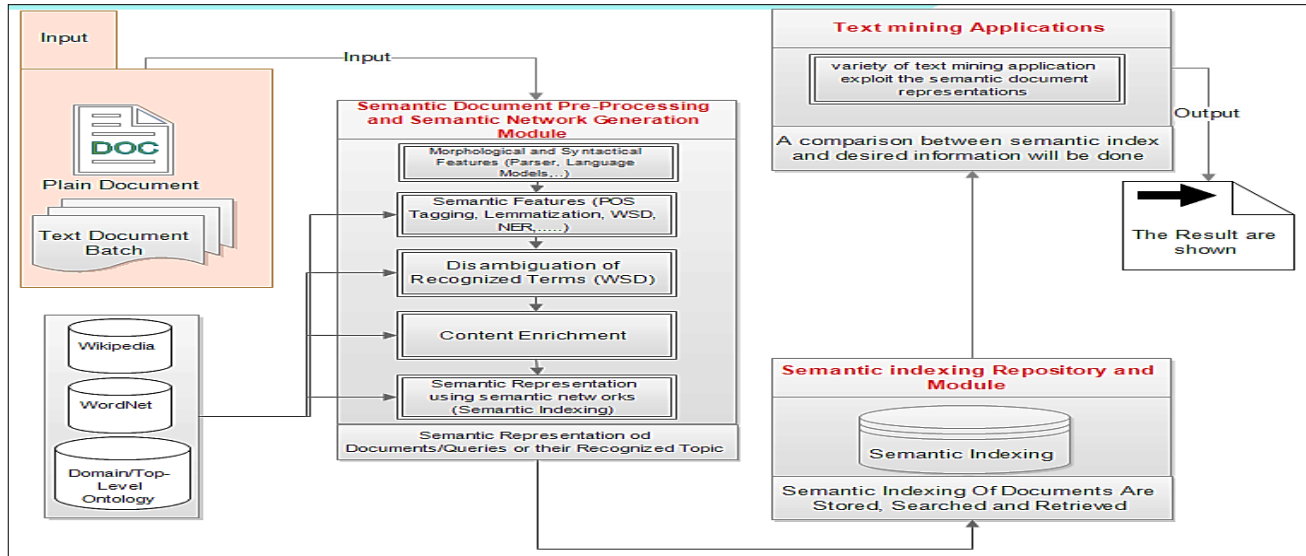 Input
DOC
Plain Document
Text Document
Batch
Wikipedia
WordNet
Domain/Top-
Level
Ontology
Input
Semantic Document Pre-Processing
and Semantic Network Generation
Module
Morphological and Syntactical
Features (Parser, Language
Models,..)
Semantic Features (POS
Tagging, Lemmatization, WSD,
NER,.....)
Disambiguation of
Recognized Terms (WSD)
Content Enrichment
Semantic Representation
using semantic networks
(Semantic Indexing)
Semantic Representation od
Documents/Queries or their Recognized Topic
Text mining Applications
variety of text mining application
exploit the semantic document
representations
A comparison between semantic index
and desired information will be done
Output
The Result are
shown
Semantic indexing Repository and
Module
Semantic Indexing
Semantic Indexing Of Documents Are
Stored, Searched and Retrieved